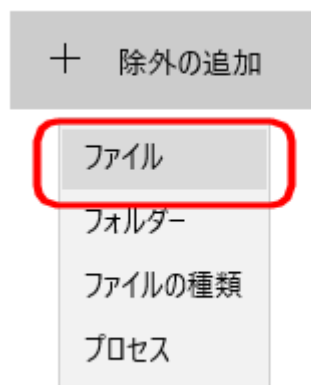 ＋ 除外の追加
ファイル
フォルダー
ファイルの種類
プロセス